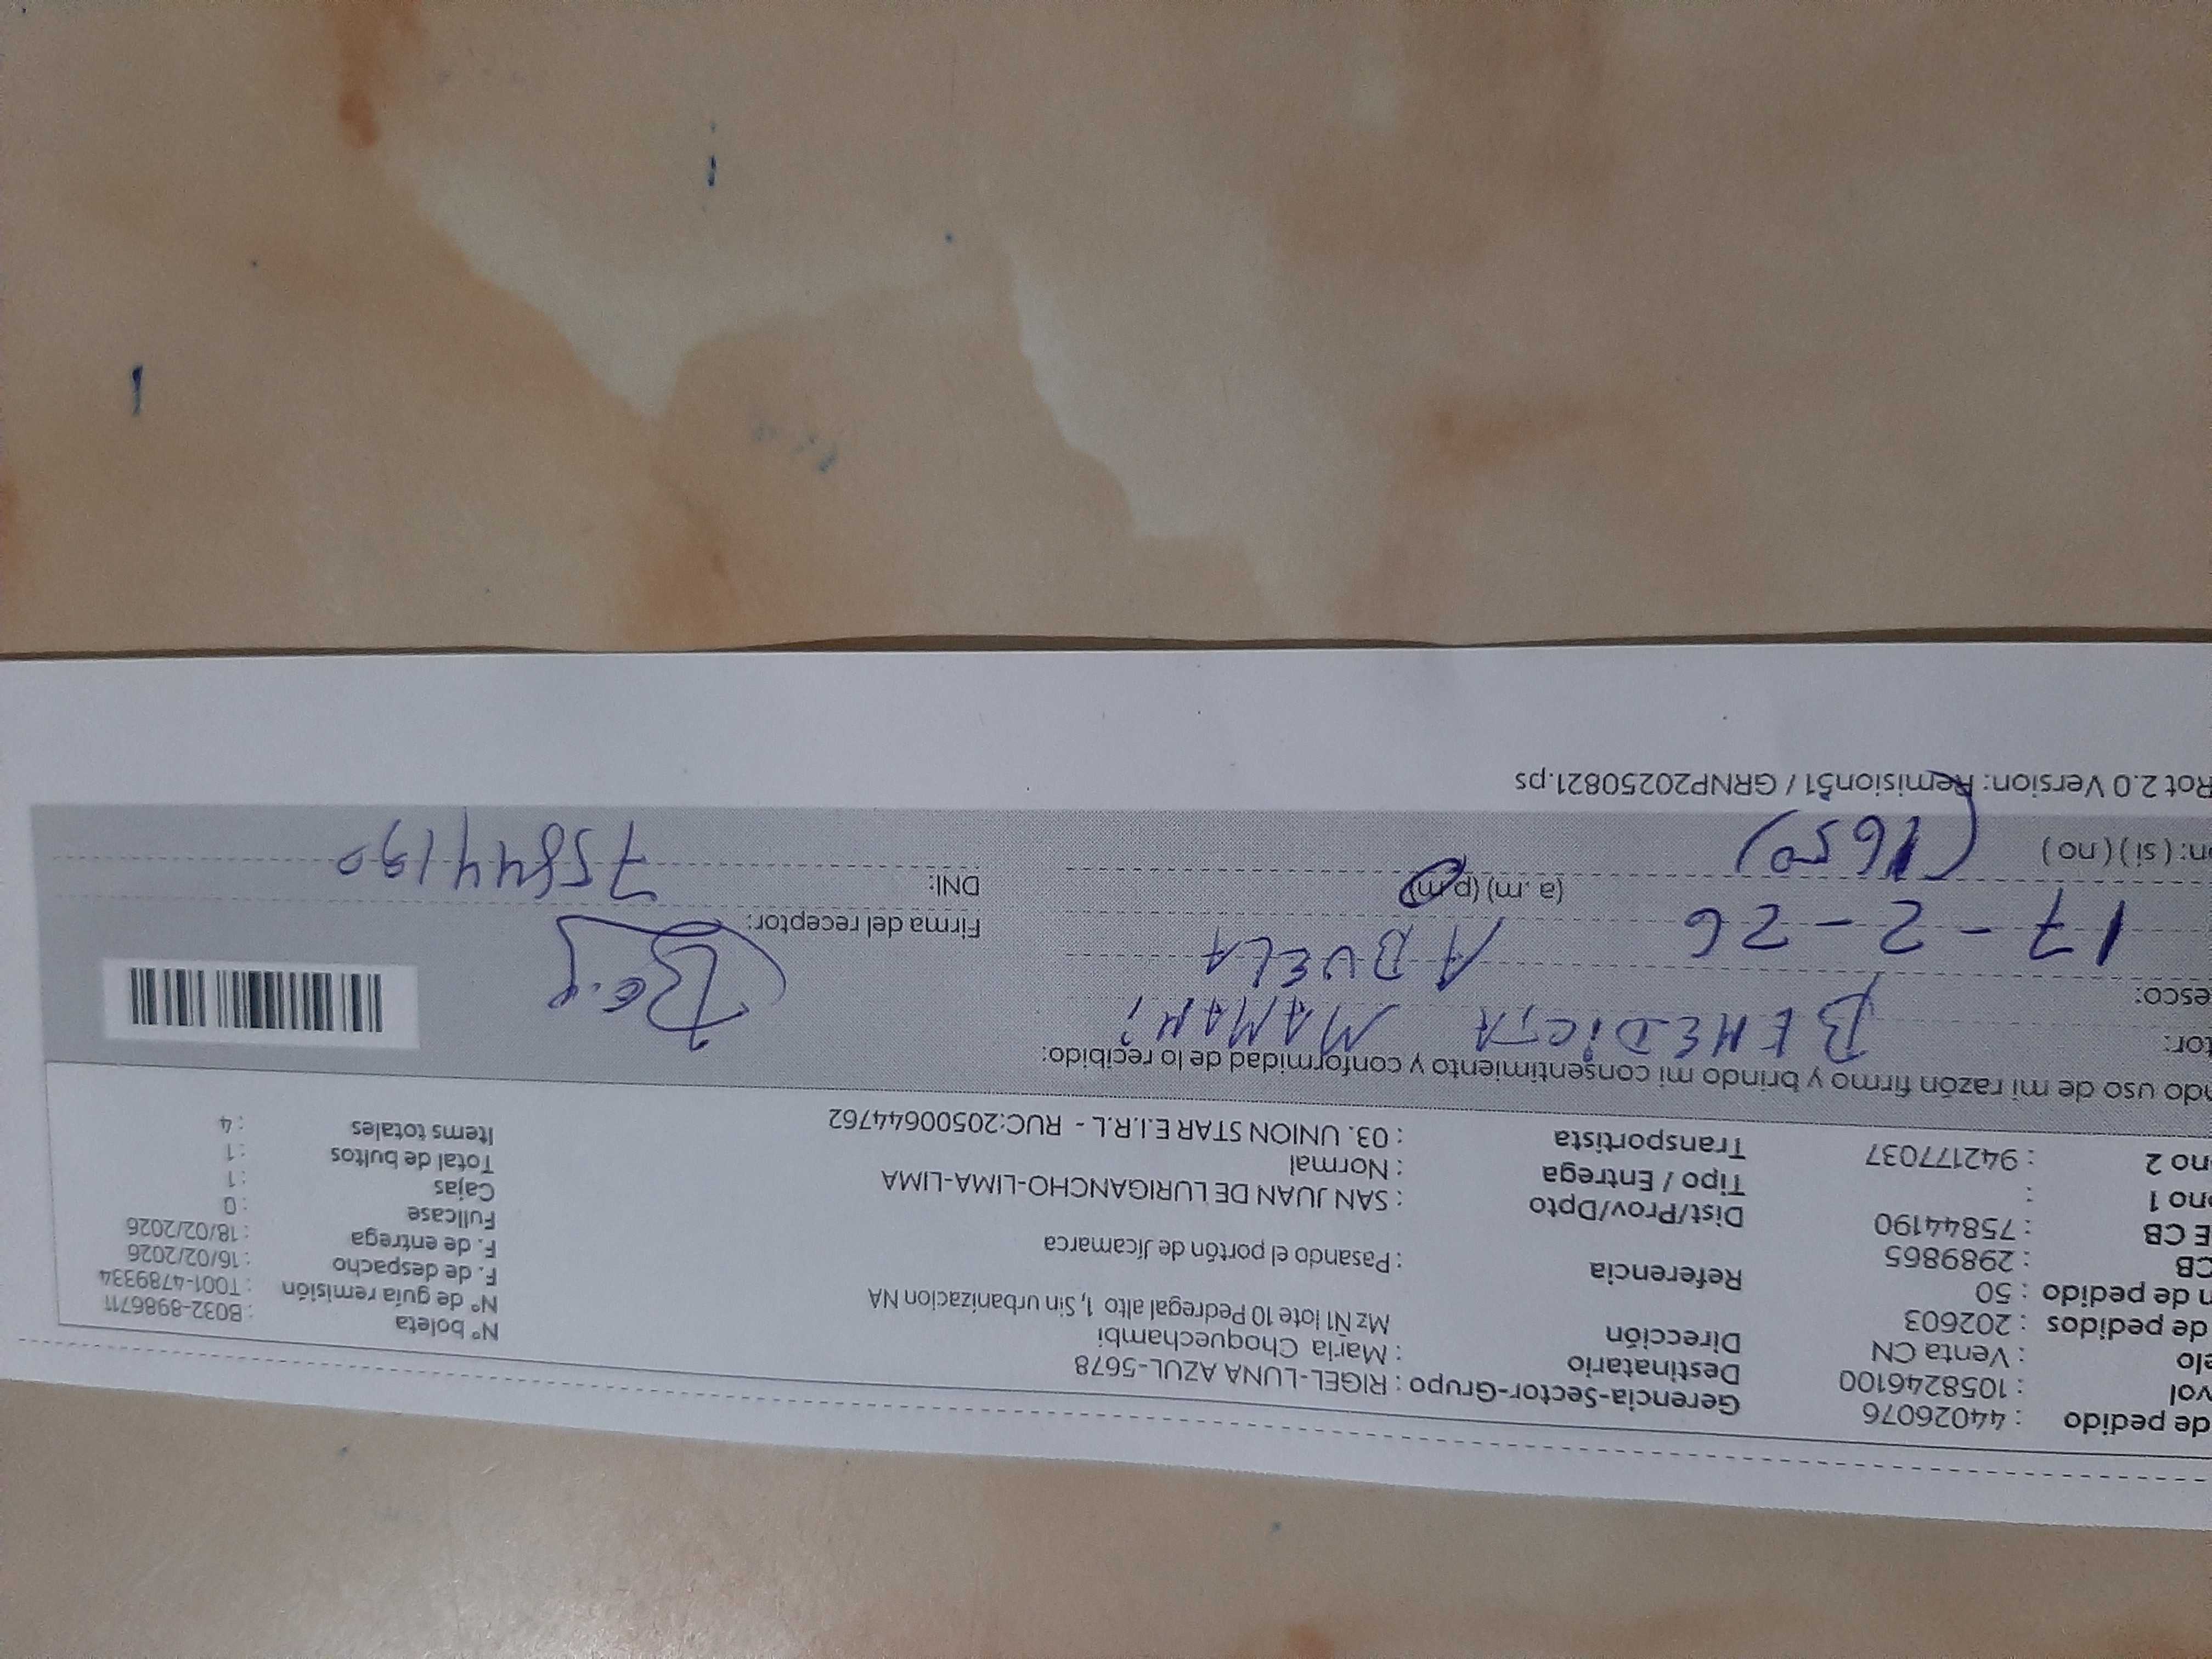 de pedido : 44026076 Gerencia-Sector-Grupo : RIGEL-LUNA AZUL-5678 N° boleta : B032-8986711
vol : 1058246100 Destinatario : María Choquechambi N° de guía remisión : T001-4789334
elo : Venta CN Dirección Mz Ñ1 lote 10 Pedregal alto 1, Sin urbanizacion NA F. de despacho : 16/02/2026
de pedidos : 202603 F. de entrega : 18/02/2026
n de pedido : 50 Referencia : Pasando el portón de Jícamarca Fullcase : 0
CB : 2989865 Cajas : 1
E CB : 75844190 Dist/Prov/Dpto : SAN JUAN DE LURIGANCHO-LIMA-LIMA Total de bultos : 1
ono 1 : Tipo / Entrega : Normal Items totales : 4
ono 2 : 942177037 Transportista : 03. UNION STAR E.I.R.L - RUC:20500644762
ndo uso de mi razón firmo y brindo mi consentimiento y conformidad de lo recibido:
tor: BENEDICTA MAMANI
esco: ABUELA Firma del receptor:
17-2-26 (a .m) (p.m) DNI: 75844190
n: ( si ) ( no ) (1650)
Rot 2.0 Version: Remision51 / GRNP20250821.ps